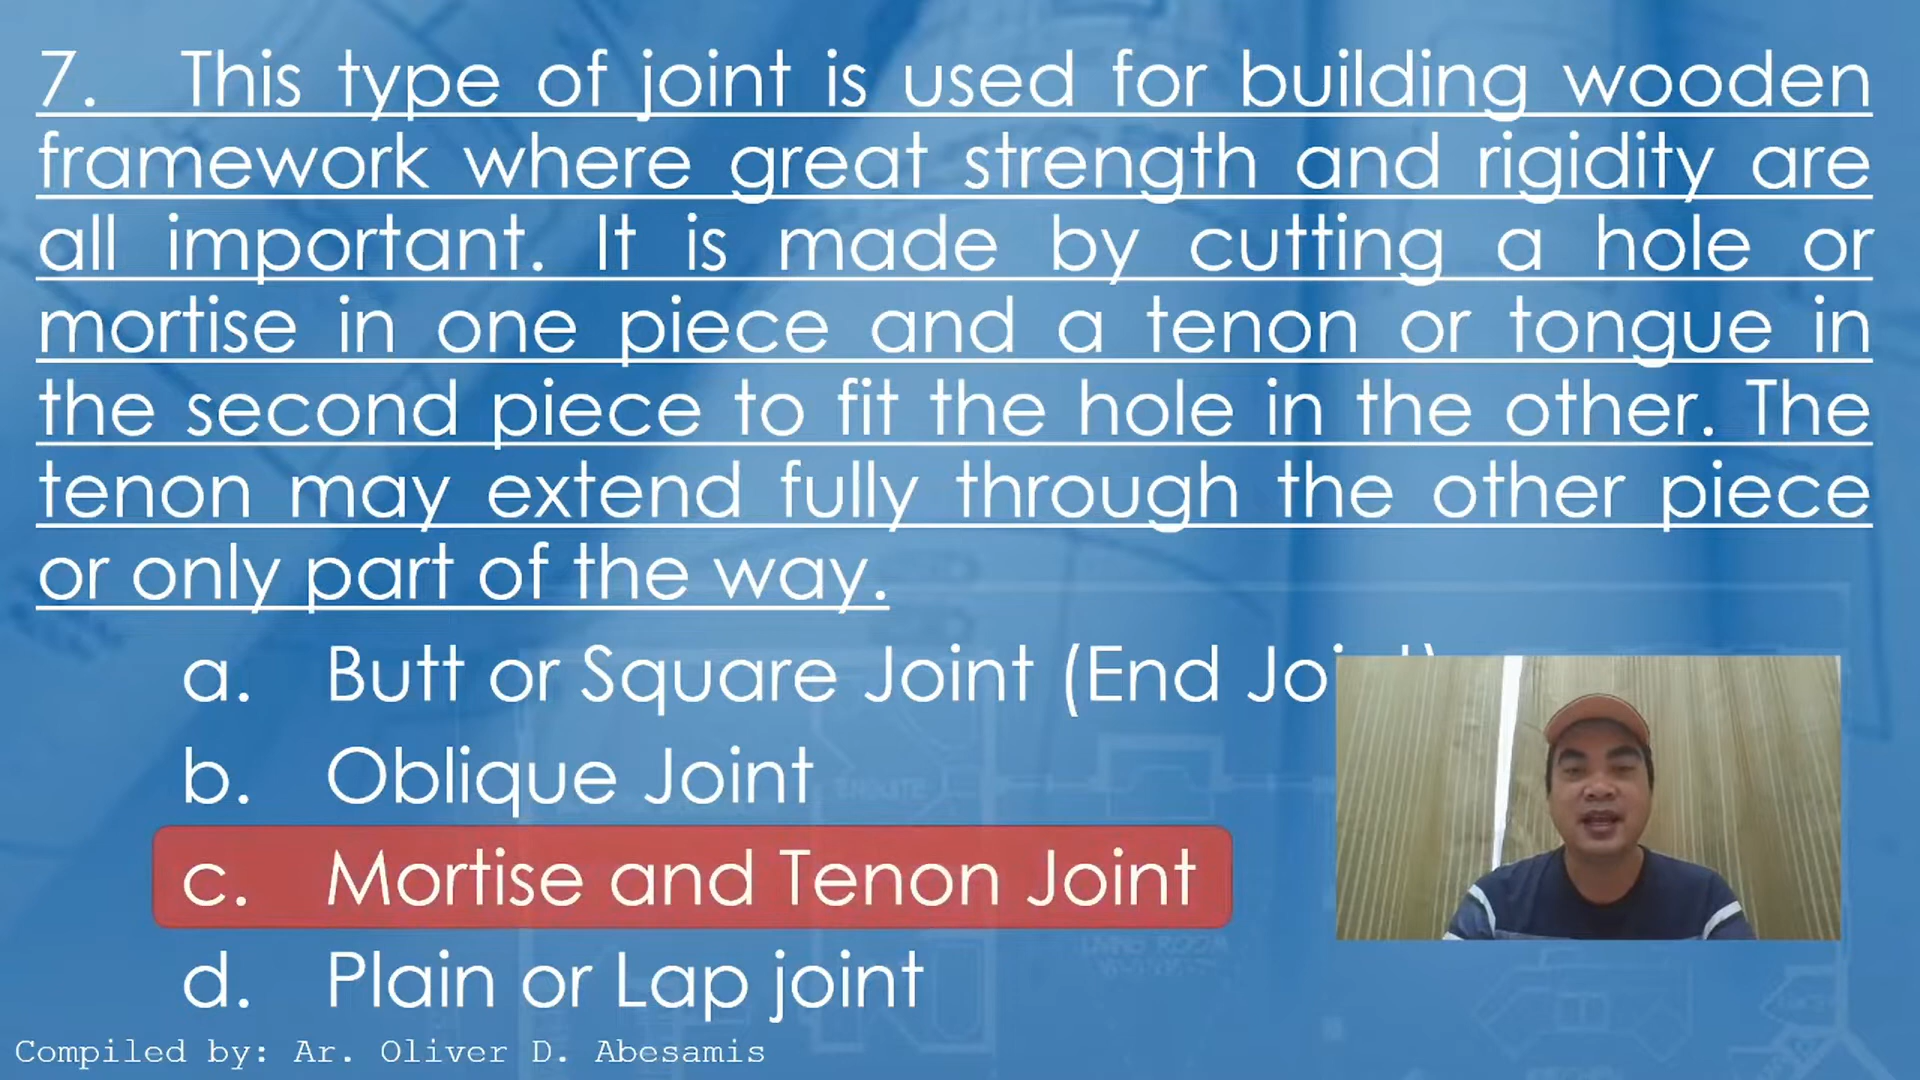 7. This type of joint is used for building wooden
framework where great strength and rigidity are
all important. It is made by cutting a hole or
mortise in one piece and a tenon or tongue in
the second piece to fit the hole in the other. The
tenon may extend fully through the other piece
or only part of the way.
a. Butt or Square Joint (End Joint)
b. Oblique Joint
c. Mortise and Tenon Joint
d. Plain or Lap joint
LIVING ROOM
Compiled by: Ar. Oliver D. Abesamis